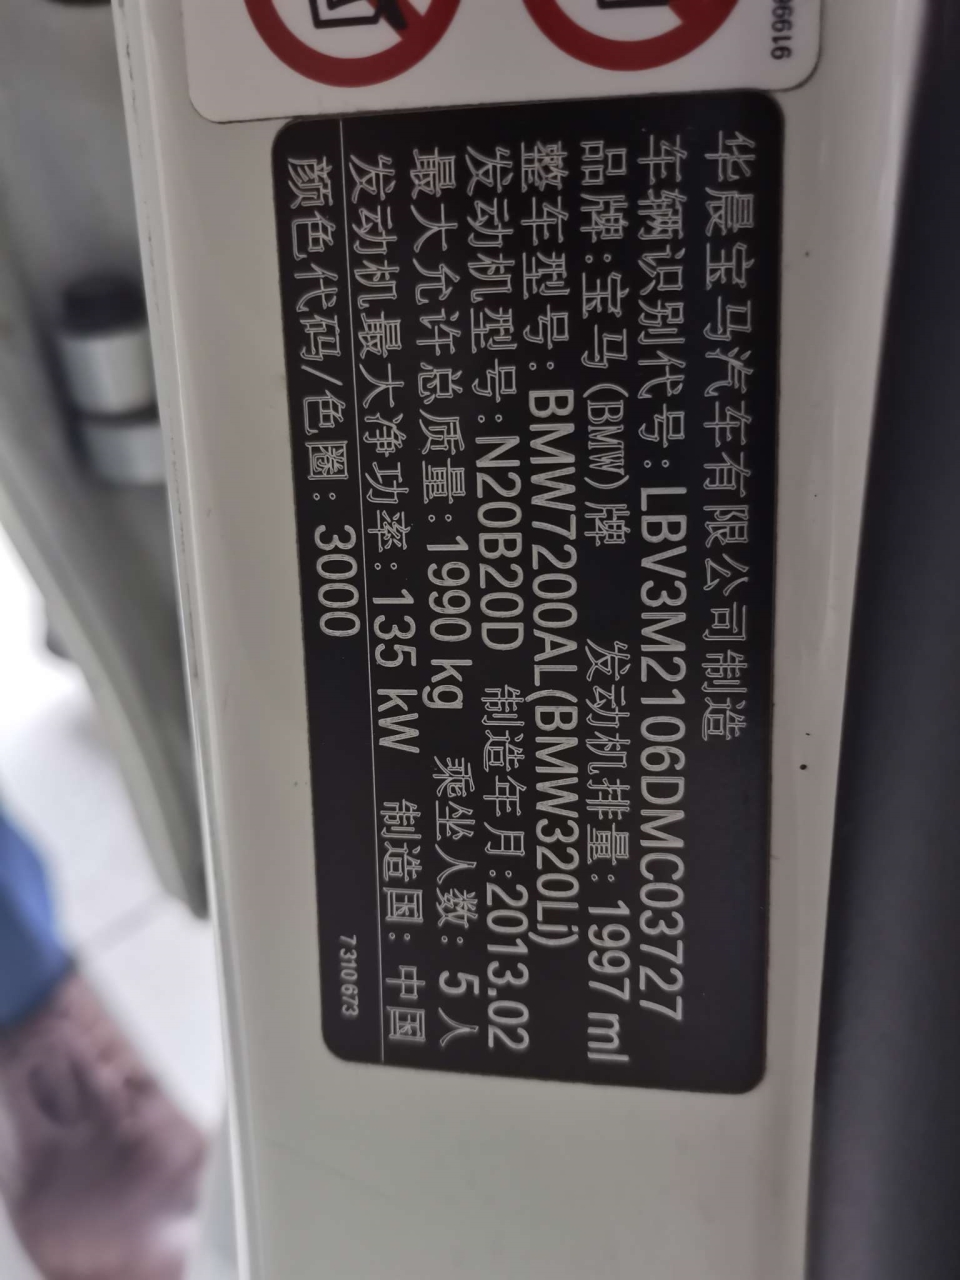 96616
华晨宝马汽车有限公司制造
车辆识别代号:LBV3M2106DMC03727
品牌:宝马(BMW)牌 发动机排量:1997 ml
整车型号:BMW7200AL(BMW320Li)
发动机型号:N20B20D 制造年月:2013.02
最大允许总质量:1990 kg 乘坐人数:5人
发动机最大净功率:135 kW 制造国:中国
颜色代码/色圈:3000
7310673